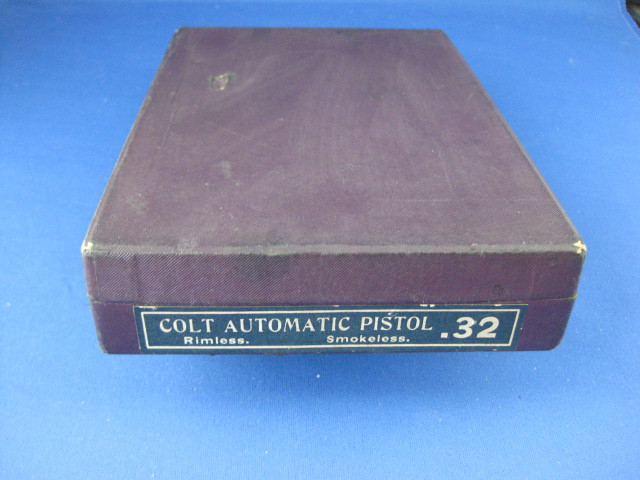 COLT AUTOMATIC PISTOL .32
Rimless. Smokeless.